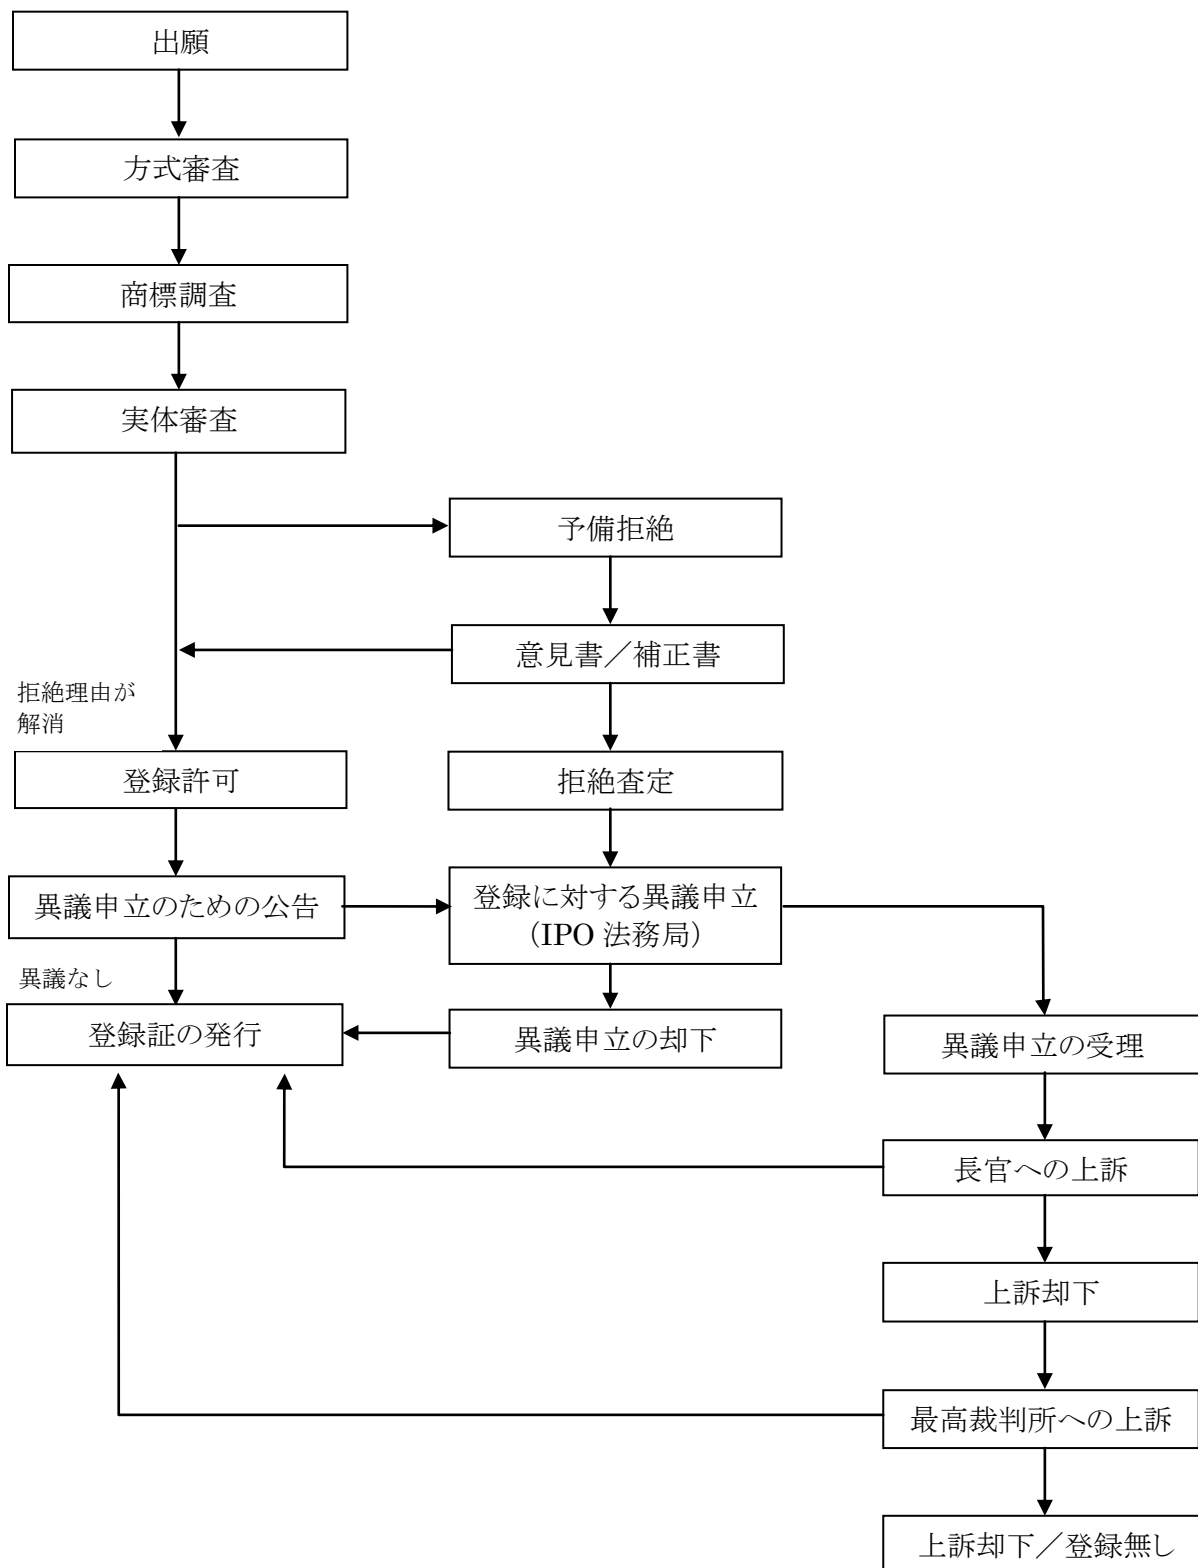 出願
方式審査
商標調査
実体審査
予備拒絶
意見書／補正書
拒絶理由が
解消
登録許可
拒絶査定
異議申立のための公告
登録に対する異議申立
（IPO 法務局）
異議なし
登録証の発行
異議申立の却下
異議申立の受理
長官への上訴
上訴却下
最高裁判所への上訴
上訴却下／登録無し